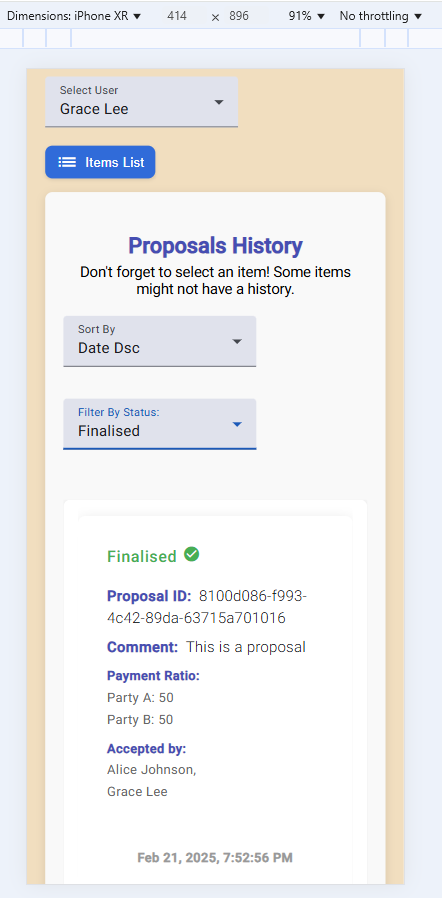 Dimensions: iPhone XR 414 × 896 91% No throttling
Select User
Grace Lee
Items List
Proposals History
Don't forget to select an item! Some items
might not have a history.
Sort By
Date Dsc
Filter By Status:
Finalised
Finalised
Proposal ID: 8100d086-f993-
4c42-89da-63715a701016
Comment: This is a proposal
Payment Ratio:
Party A: 50
Party B: 50
Accepted by:
Alice Johnson,
Grace Lee
Feb 21, 2025, 7:52:56 PM